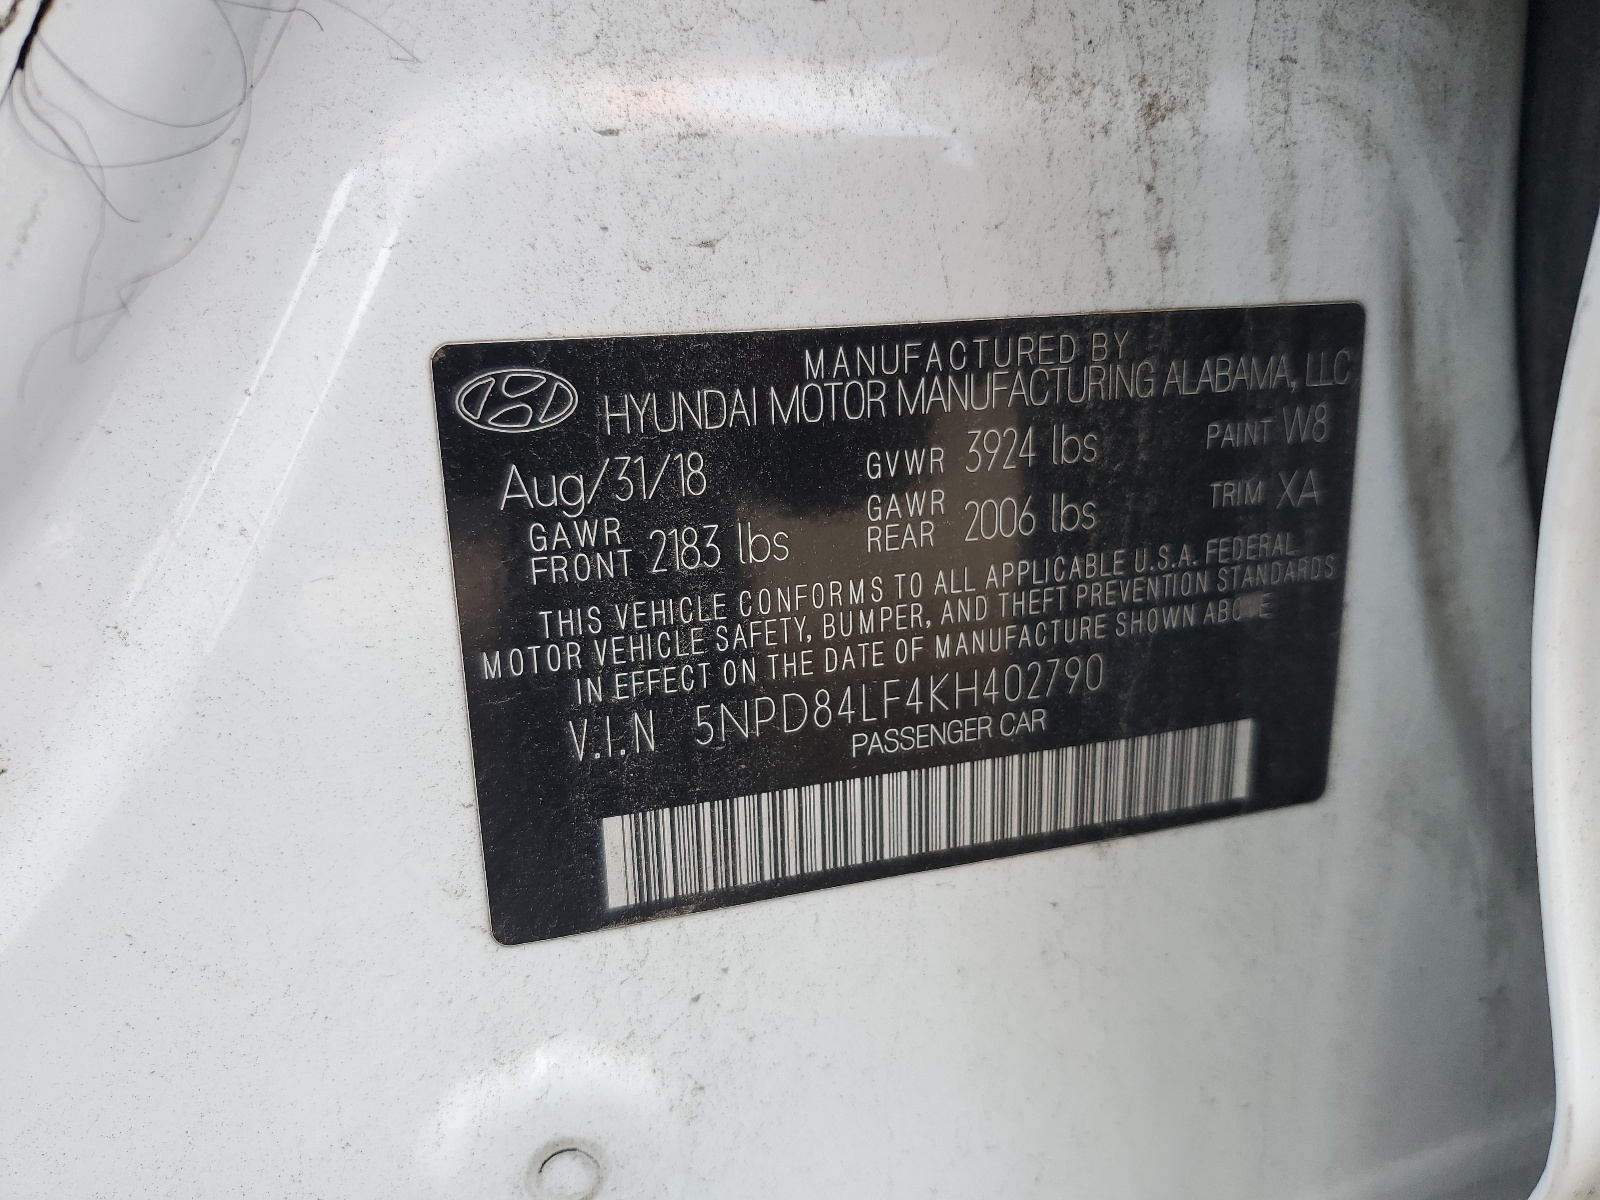 MANUFACTURED BY
HYUNDAI MOTOR MANUFACTURING ALABAMA, LLC
Aug/31/18 GVWR 3924 lbs PAINT W8
GAWR FRONT 2183 lbs GAWR REAR 2006 lbs TRIM XA
THIS VEHICLE CONFORMS TO ALL APPLICABLE U.S.A. FEDERAL
MOTOR VEHICLE SAFETY, BUMPER, AND THEFT PREVENTION STANDARDS
IN EFFECT ON THE DATE OF MANUFACTURE SHOWN ABOVE
V.I.N 5NPD84LF4KH402790
PASSENGER CAR